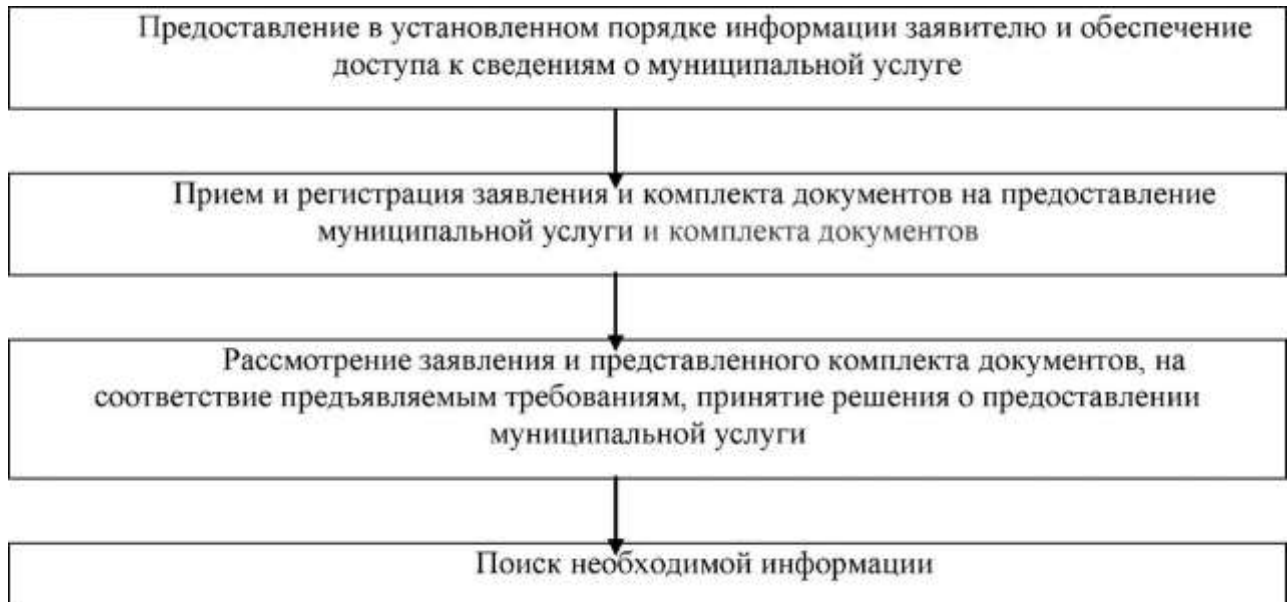 Предоставление в установленном порядке информации заявителю и обеспечение
доступа к сведениям о муниципальной услуге
Прием и регистрация заявления и комплекта документов на предоставление
муниципальной услуги и комплекта документов
Рассмотрение заявления и представленного комплекта документов, на
соответствие предъявляемым требованиям, принятие решения о предоставлении
муниципальной услуги
Поиск необходимой информации